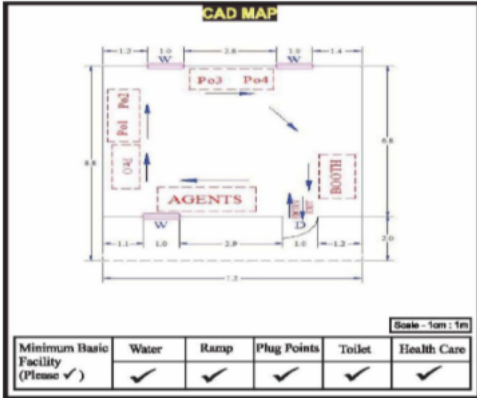 CAD MAP
1.2 1.0 2.8 1.0 1.4
W W
Po3 Po4
Po1 Po2
BOOTH
AGENTS
W D
1.1 1.0 2.9 1.0 1.2
6.8
8.8
2.0
7.2
Scale - 1cm : 1m
Minimum Basic Facility (Please ✓) Water Ramp Plug Points Toilet Health Care
✓ ✓ ✓ ✓ ✓